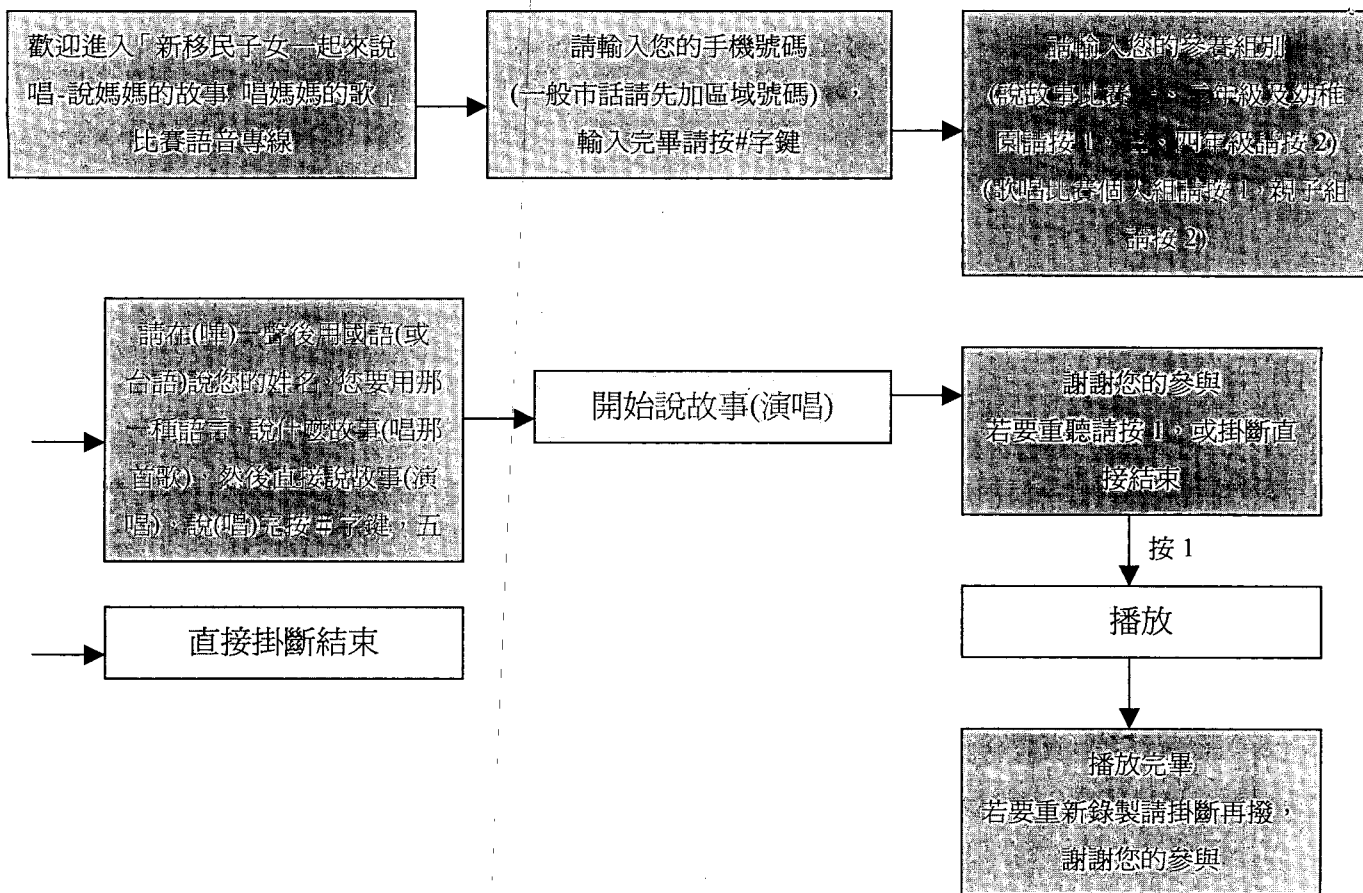 歡迎進入「新移民子女一起來說
唱-說媽媽的故事 唱媽媽的歌」
比賽語音專線
請輸入您的手機號碼
(一般市話請先加區域號碼)，
輸入完畢請按#字鍵
請輸入您的參賽組別
(說故事比賽一、二年級及幼稚
園請按 1，三、四年級請按 2)
(歌唱比賽個人組請按 1，親子組
請按 2)
請在(嗶)一聲後用國語(或
台語)說您的姓名、您要用那
一種語言、說什麼故事(唱那
首歌)，然後直接說故事(演
唱)，說(唱)完按#字鍵，五
開始說故事(演唱)
謝謝您的參與
若要重聽請按 1，或掛斷直
接結束
按 1
直接掛斷結束
播放
播放完畢
若要重新錄製請掛斷再撥，
謝謝您的參與